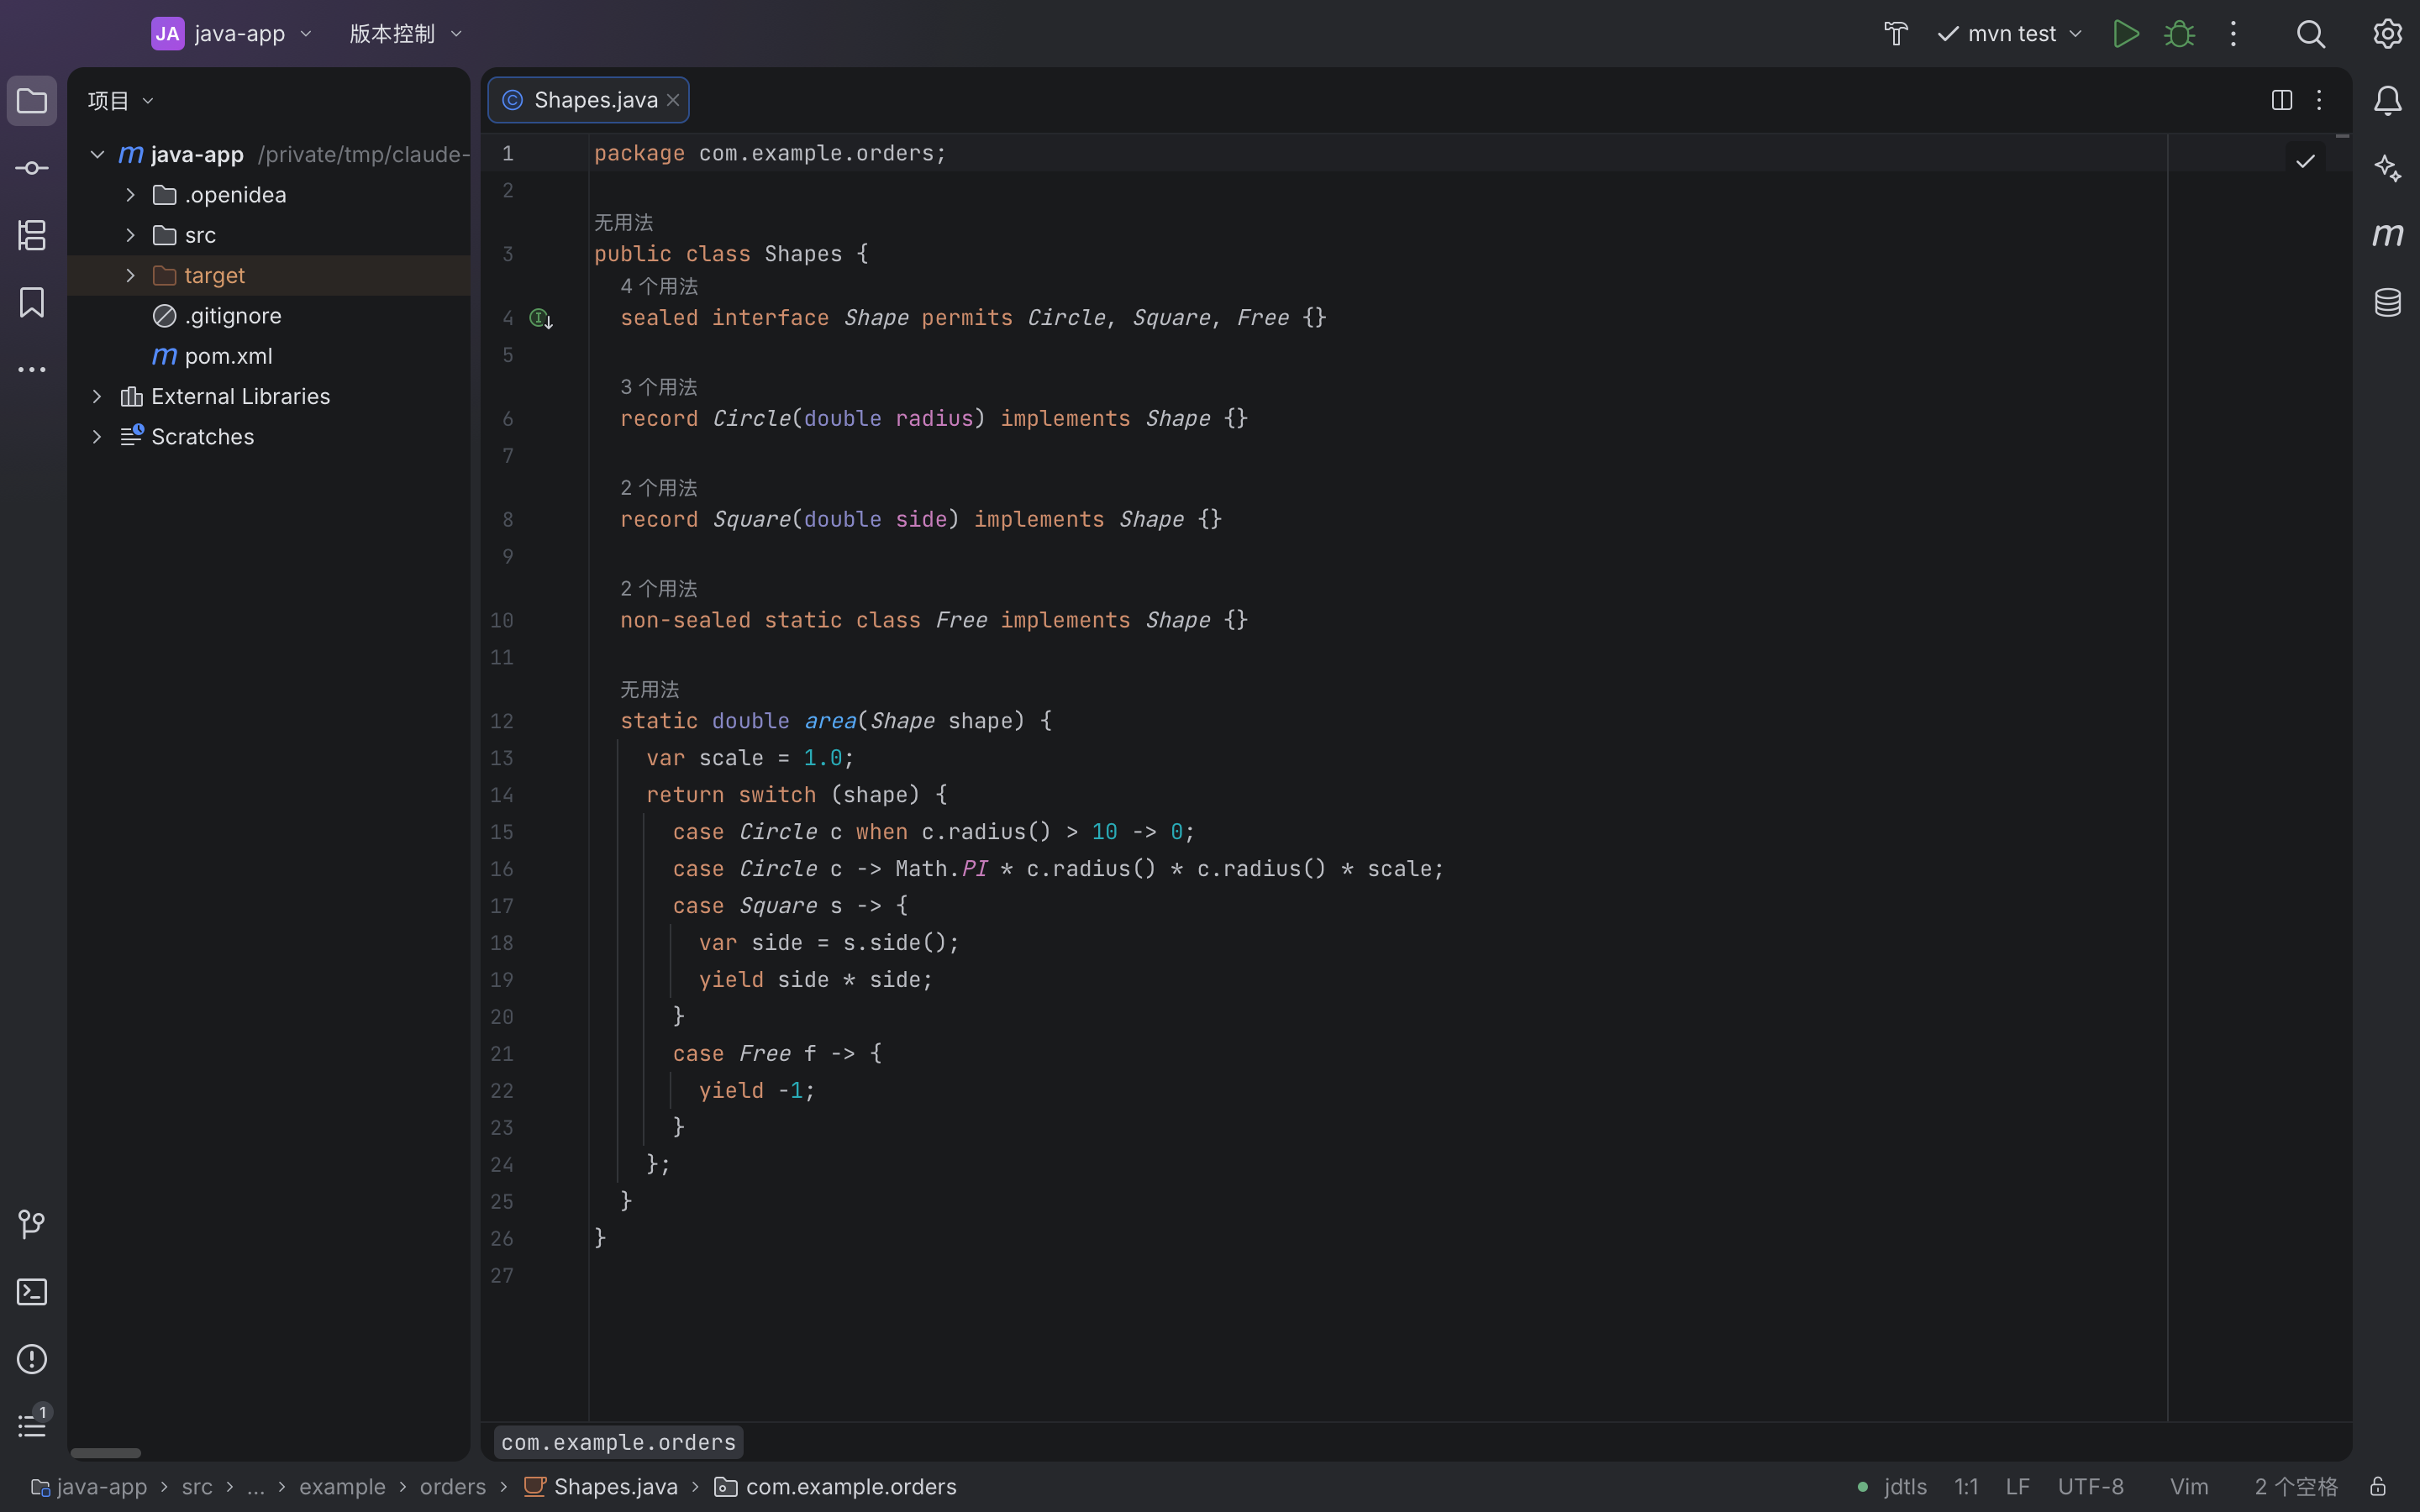 JA java-app 版本控制 mvn test
项目
Shapes.java
java-app /private/tmp/claude-
.openidea
src
target
.gitignore
m pom.xml
External Libraries
Scratches
1 package com.example.orders;
2
无用法
3 public class Shapes {
4 个用法
4 sealed interface Shape permits Circle, Square, Free {}
5
3 个用法
6 record Circle(double radius) implements Shape {}
7
2 个用法
8 record Square(double side) implements Shape {}
9
2 个用法
10 non-sealed static class Free implements Shape {}
11
无用法
12 static double area(Shape shape) {
13 var scale = 1.0;
14 return switch (shape) {
15 case Circle c when c.radius() > 10 -> 0;
16 case Circle c -> Math.PI * c.radius() * c.radius() * scale;
17 case Square s -> {
18 var side = s.side();
19 yield side * side;
20 }
21 case Free f -> {
22 yield -1;
23 }
24 };
25 }
26 }
27
1
com.example.orders
java-app > src > ... > example > orders > Shapes.java > com.example.orders jdtls 1:1 LF UTF-8 Vim 2 个空格